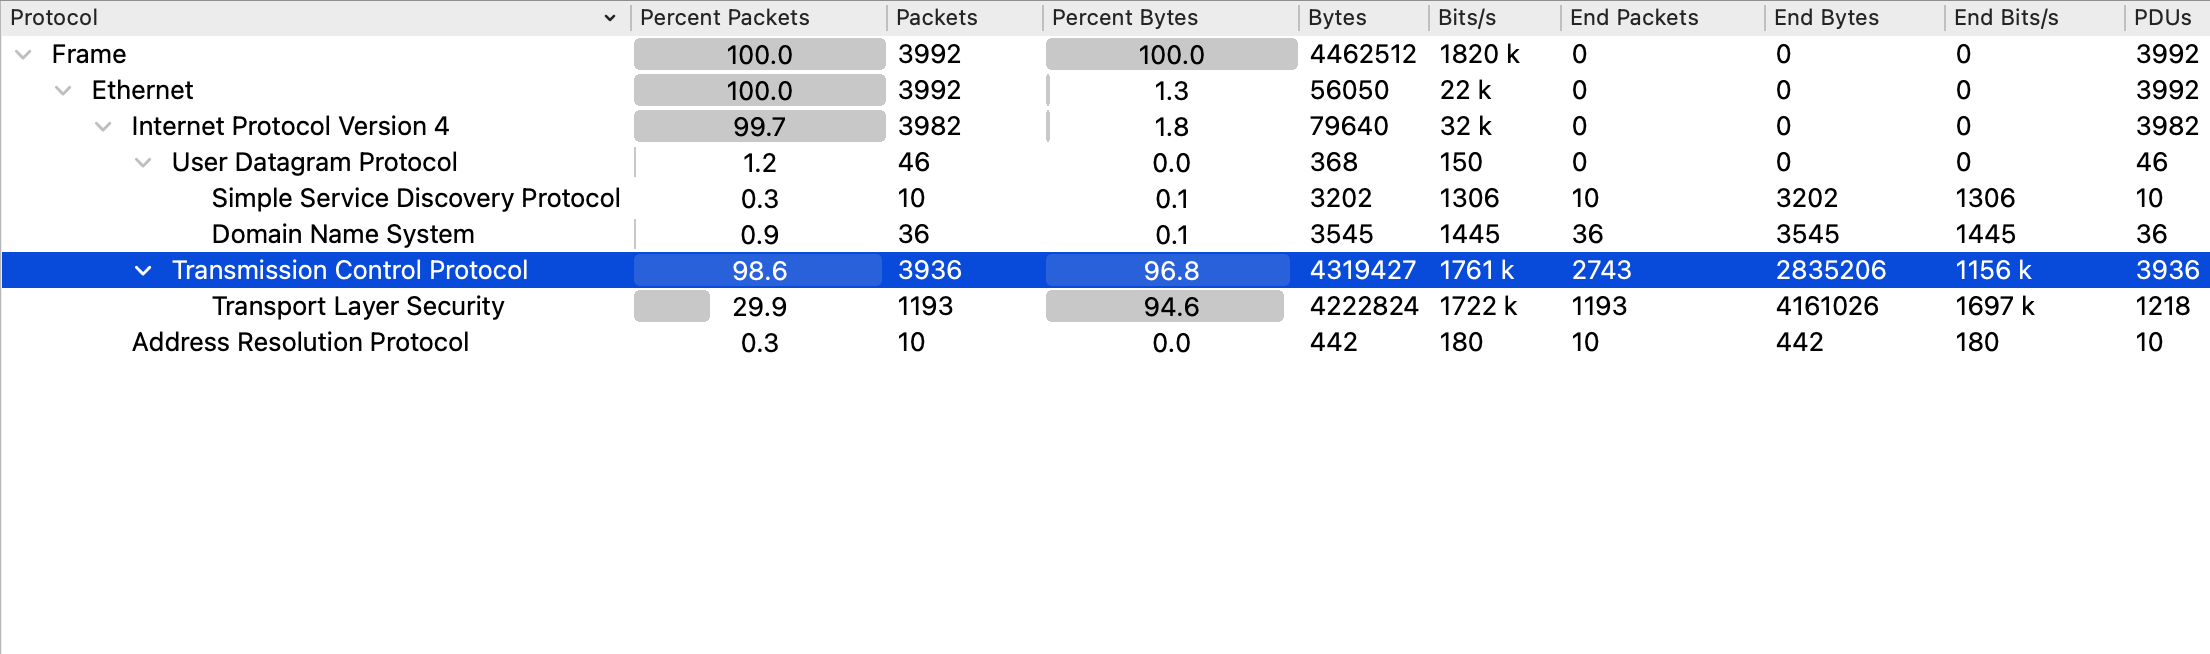 Protocol Percent Packets Packets Percent Bytes Bytes Bits/s End Packets End Bytes End Bits/s PDUs
Frame 100.0 3992 100.0 4462512 1820 k 0 0 0 3992
Ethernet 100.0 3992 1.3 56050 22 k 0 0 0 3992
Internet Protocol Version 4 99.7 3982 1.8 79640 32 k 0 0 0 3982
User Datagram Protocol 1.2 46 0.0 368 150 0 0 0 46
Simple Service Discovery Protocol 0.3 10 0.1 3202 1306 10 3202 1306 10
Domain Name System 0.9 36 0.1 3545 1445 36 3545 1445 36
Transmission Control Protocol 98.6 3936 96.8 4319427 1761 k 2743 2835206 1156 k 3936
Transport Layer Security 29.9 1193 94.6 4222824 1722 k 1193 4161026 1697 k 1218
Address Resolution Protocol 0.3 10 0.0 442 180 10 442 180 10